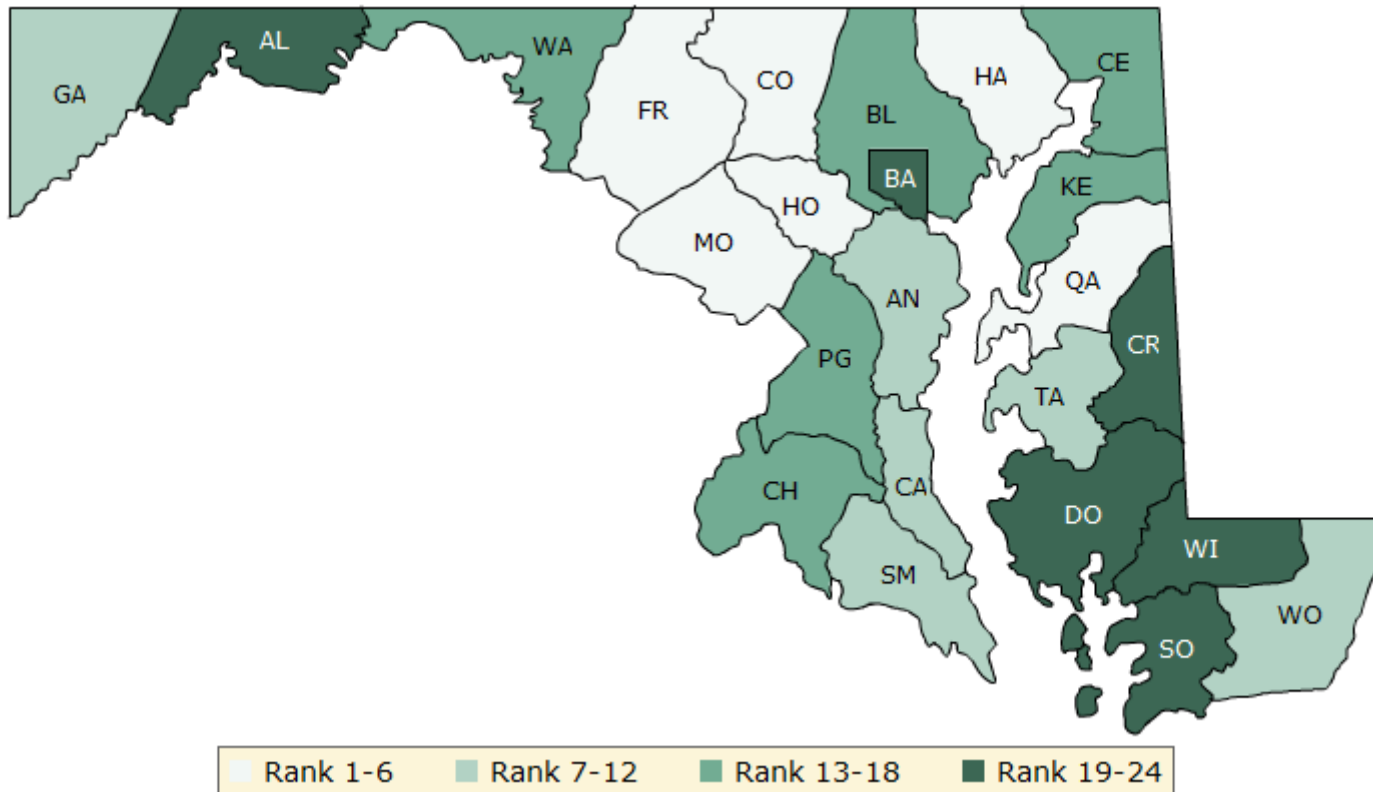 GA
AL
WA
FR
CO
BL
HA
CE
BA
KE
HO
MO
QA
AN
PG
CR
TA
CH
CA
DO
WI
SM
WO
SO
Rank 1-6 Rank 7-12 Rank 13-18 Rank 19-24